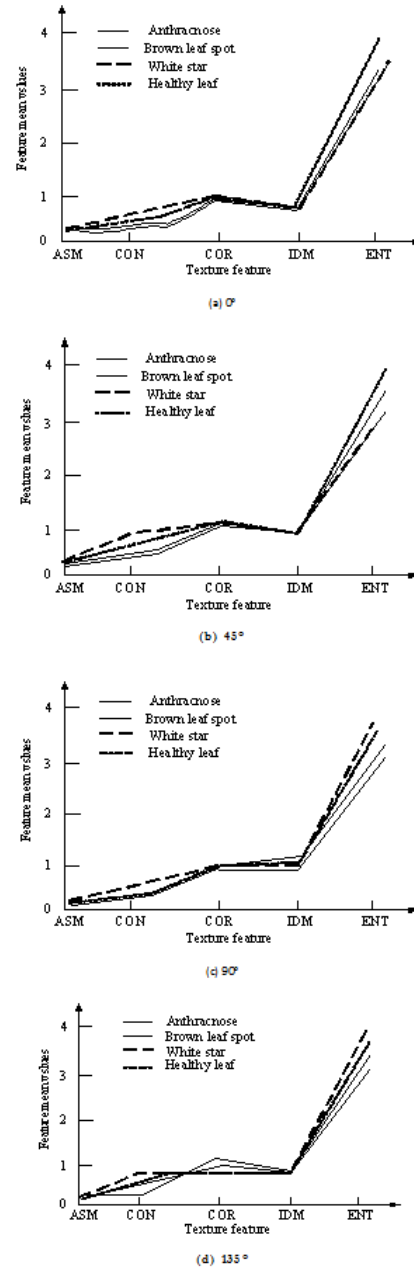 4
3
2
1
0
Feature mean values
Anthracnose
Brown leaf spot
White star
Healthy leaf
ASM CON COR IDM ENT
Texture feature
(a) 0°
4
3
2
1
0
Feature mean values
Anthracnose
Brown leaf spot
White star
Healthy leaf
ASM CON COR IDM ENT
Texture feature
(b) 45°
4
3
2
1
0
Feature mean values
Anthracnose
Brown leaf spot
White star
Healthy leaf
ASM CON COR IDM ENT
Texture feature
(c) 90°
4
3
2
1
0
Feature mean values
Anthracnose
Brown leaf spot
White star
Healthy leaf
ASM CON COR IDM ENT
Texture feature
(d) 135°